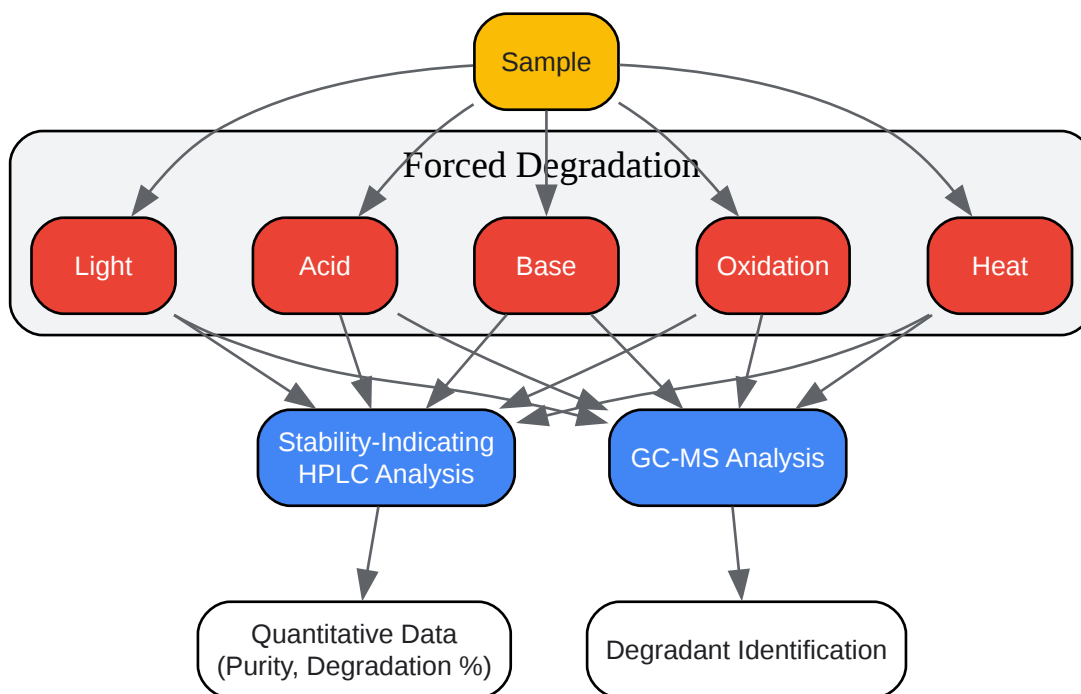 Sample
Forced Degradation
Light
Acid
Base
Oxidation
Heat
Stability-Indicating
HPLC Analysis
GC-MS Analysis
Quantitative Data
(Purity, Degradation %)
Degradant Identification